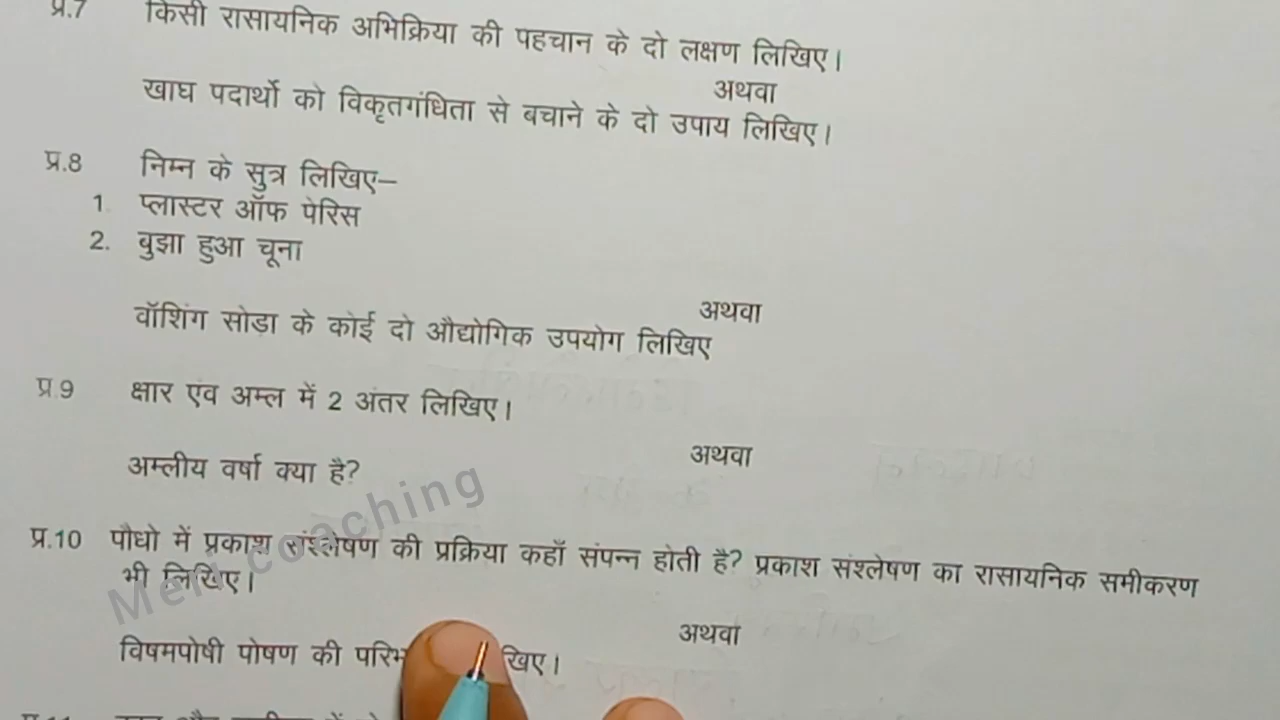 प्र.7 किसी रासायनिक अभिक्रिया की पहचान के दो लक्षण लिखिए।
अथवा
खाघ पदार्थो को विकृतगंधिता से बचाने के दो उपाय लिखिए।
प्र.8 निम्न के सुत्र लिखिए–
1. प्लास्टर ऑफ पेरिस
2. बुझा हुआ चूना
अथवा
वॉशिंग सोड़ा के कोई दो औद्योगिक उपयोग लिखिए
प्र.9 क्षार एंव अम्ल में 2 अंतर लिखिए।
अथवा
अम्लीय वर्षा क्या है?
प्र.10 पौधो में प्रकाश संश्लेषण की प्रक्रिया कहाँ संपन्न होती है? प्रकाश संश्लेषण का रासायनिक समीकरण
भी लिखिए।
अथवा
विषमपोषी पोषण की
Merd coaching